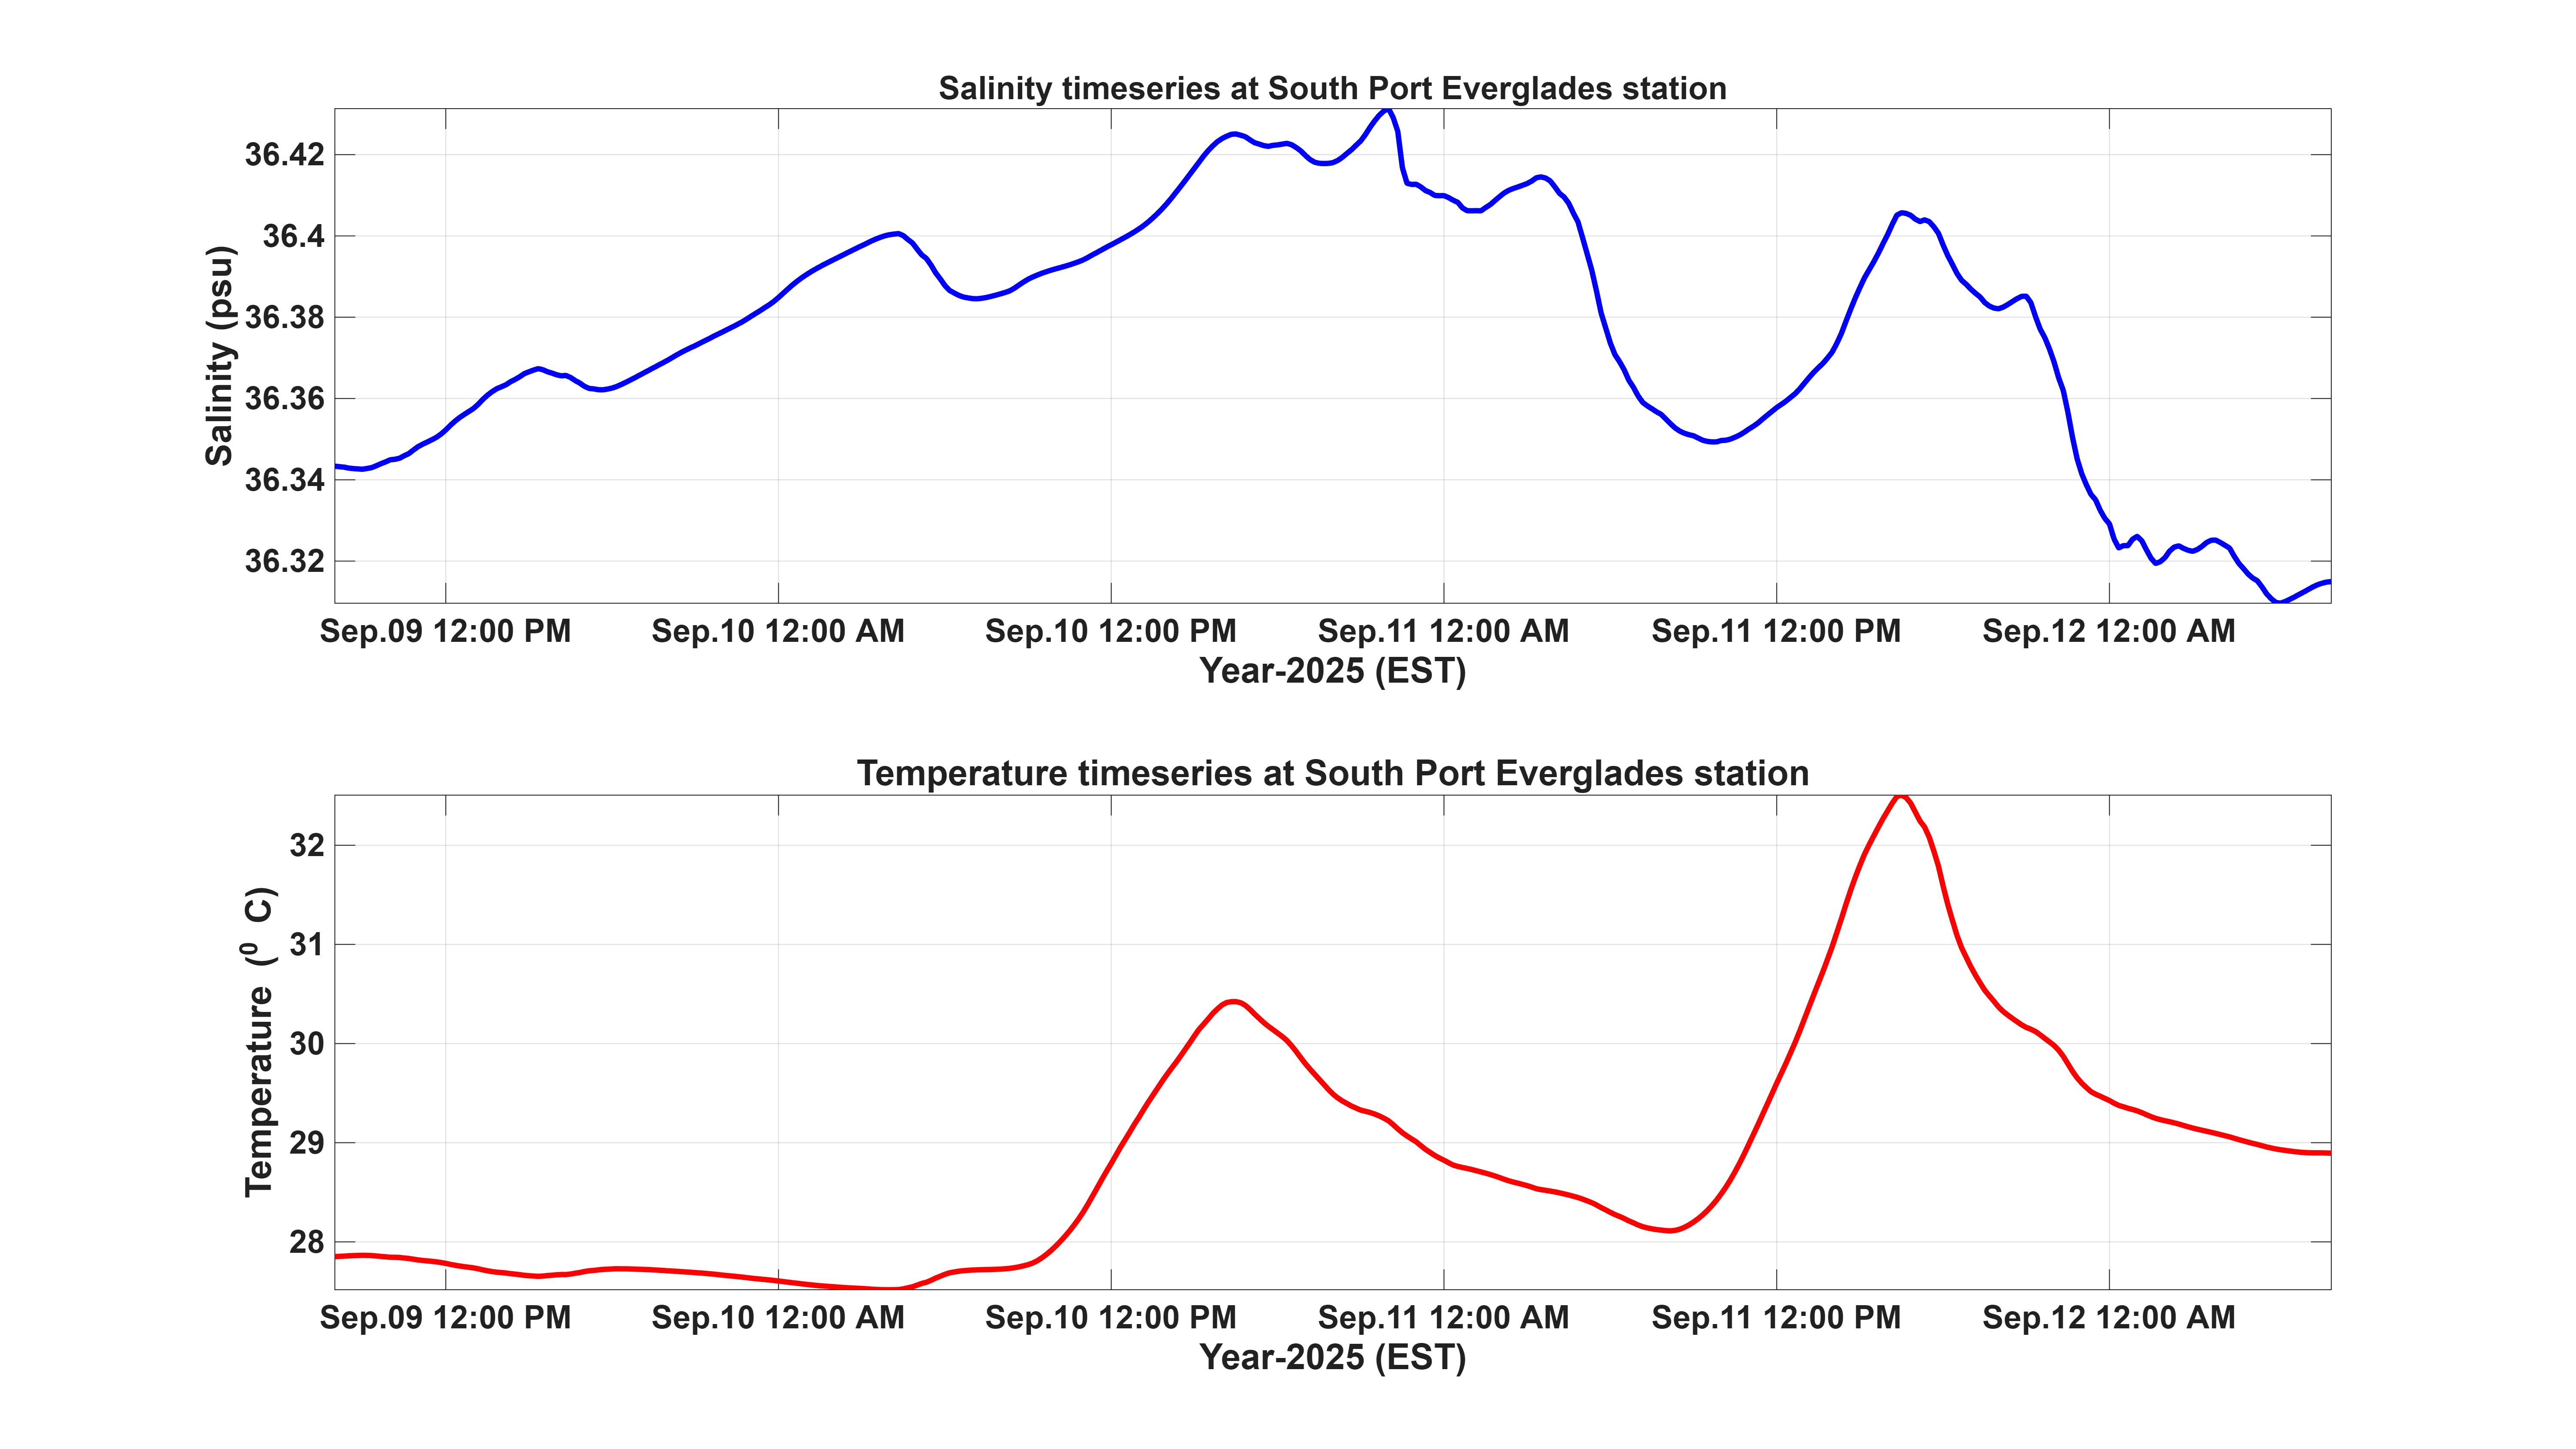 Salinity timeseries at South Port Everglades station
Salinity (psu)
36.42
36.4
36.38
36.36
36.34
36.32
Sep.09 12:00 PM Sep.10 12:00 AM Sep.10 12:00 PM Sep.11 12:00 AM Sep.11 12:00 PM Sep.12 12:00 AM
Year-2025 (EST)
Temperature timeseries at South Port Everglades station
Temperature (⁰ C)
32
31
30
29
28
Sep.09 12:00 PM Sep.10 12:00 AM Sep.10 12:00 PM Sep.11 12:00 AM Sep.11 12:00 PM Sep.12 12:00 AM
Year-2025 (EST)